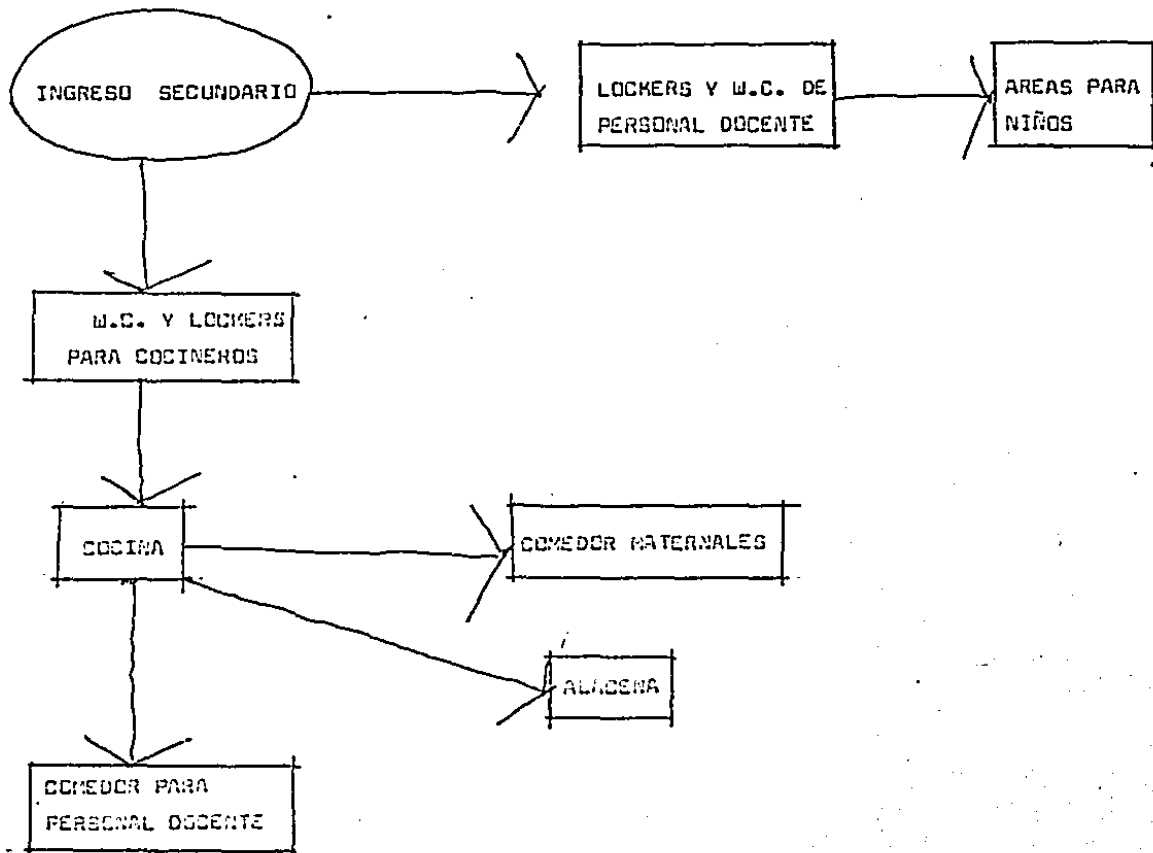 INGRESO SECUNDARIO
LOCKERS Y W.C. DE
PERSONAL DOCENTE
AREAS PARA
NIÑOS
W.C. Y LOCKERS
PARA COCINEROS
COCINA
COMEDOR MATERNALES
ALACENA
COMEDOR PARA
PERSONAL DOCENTE